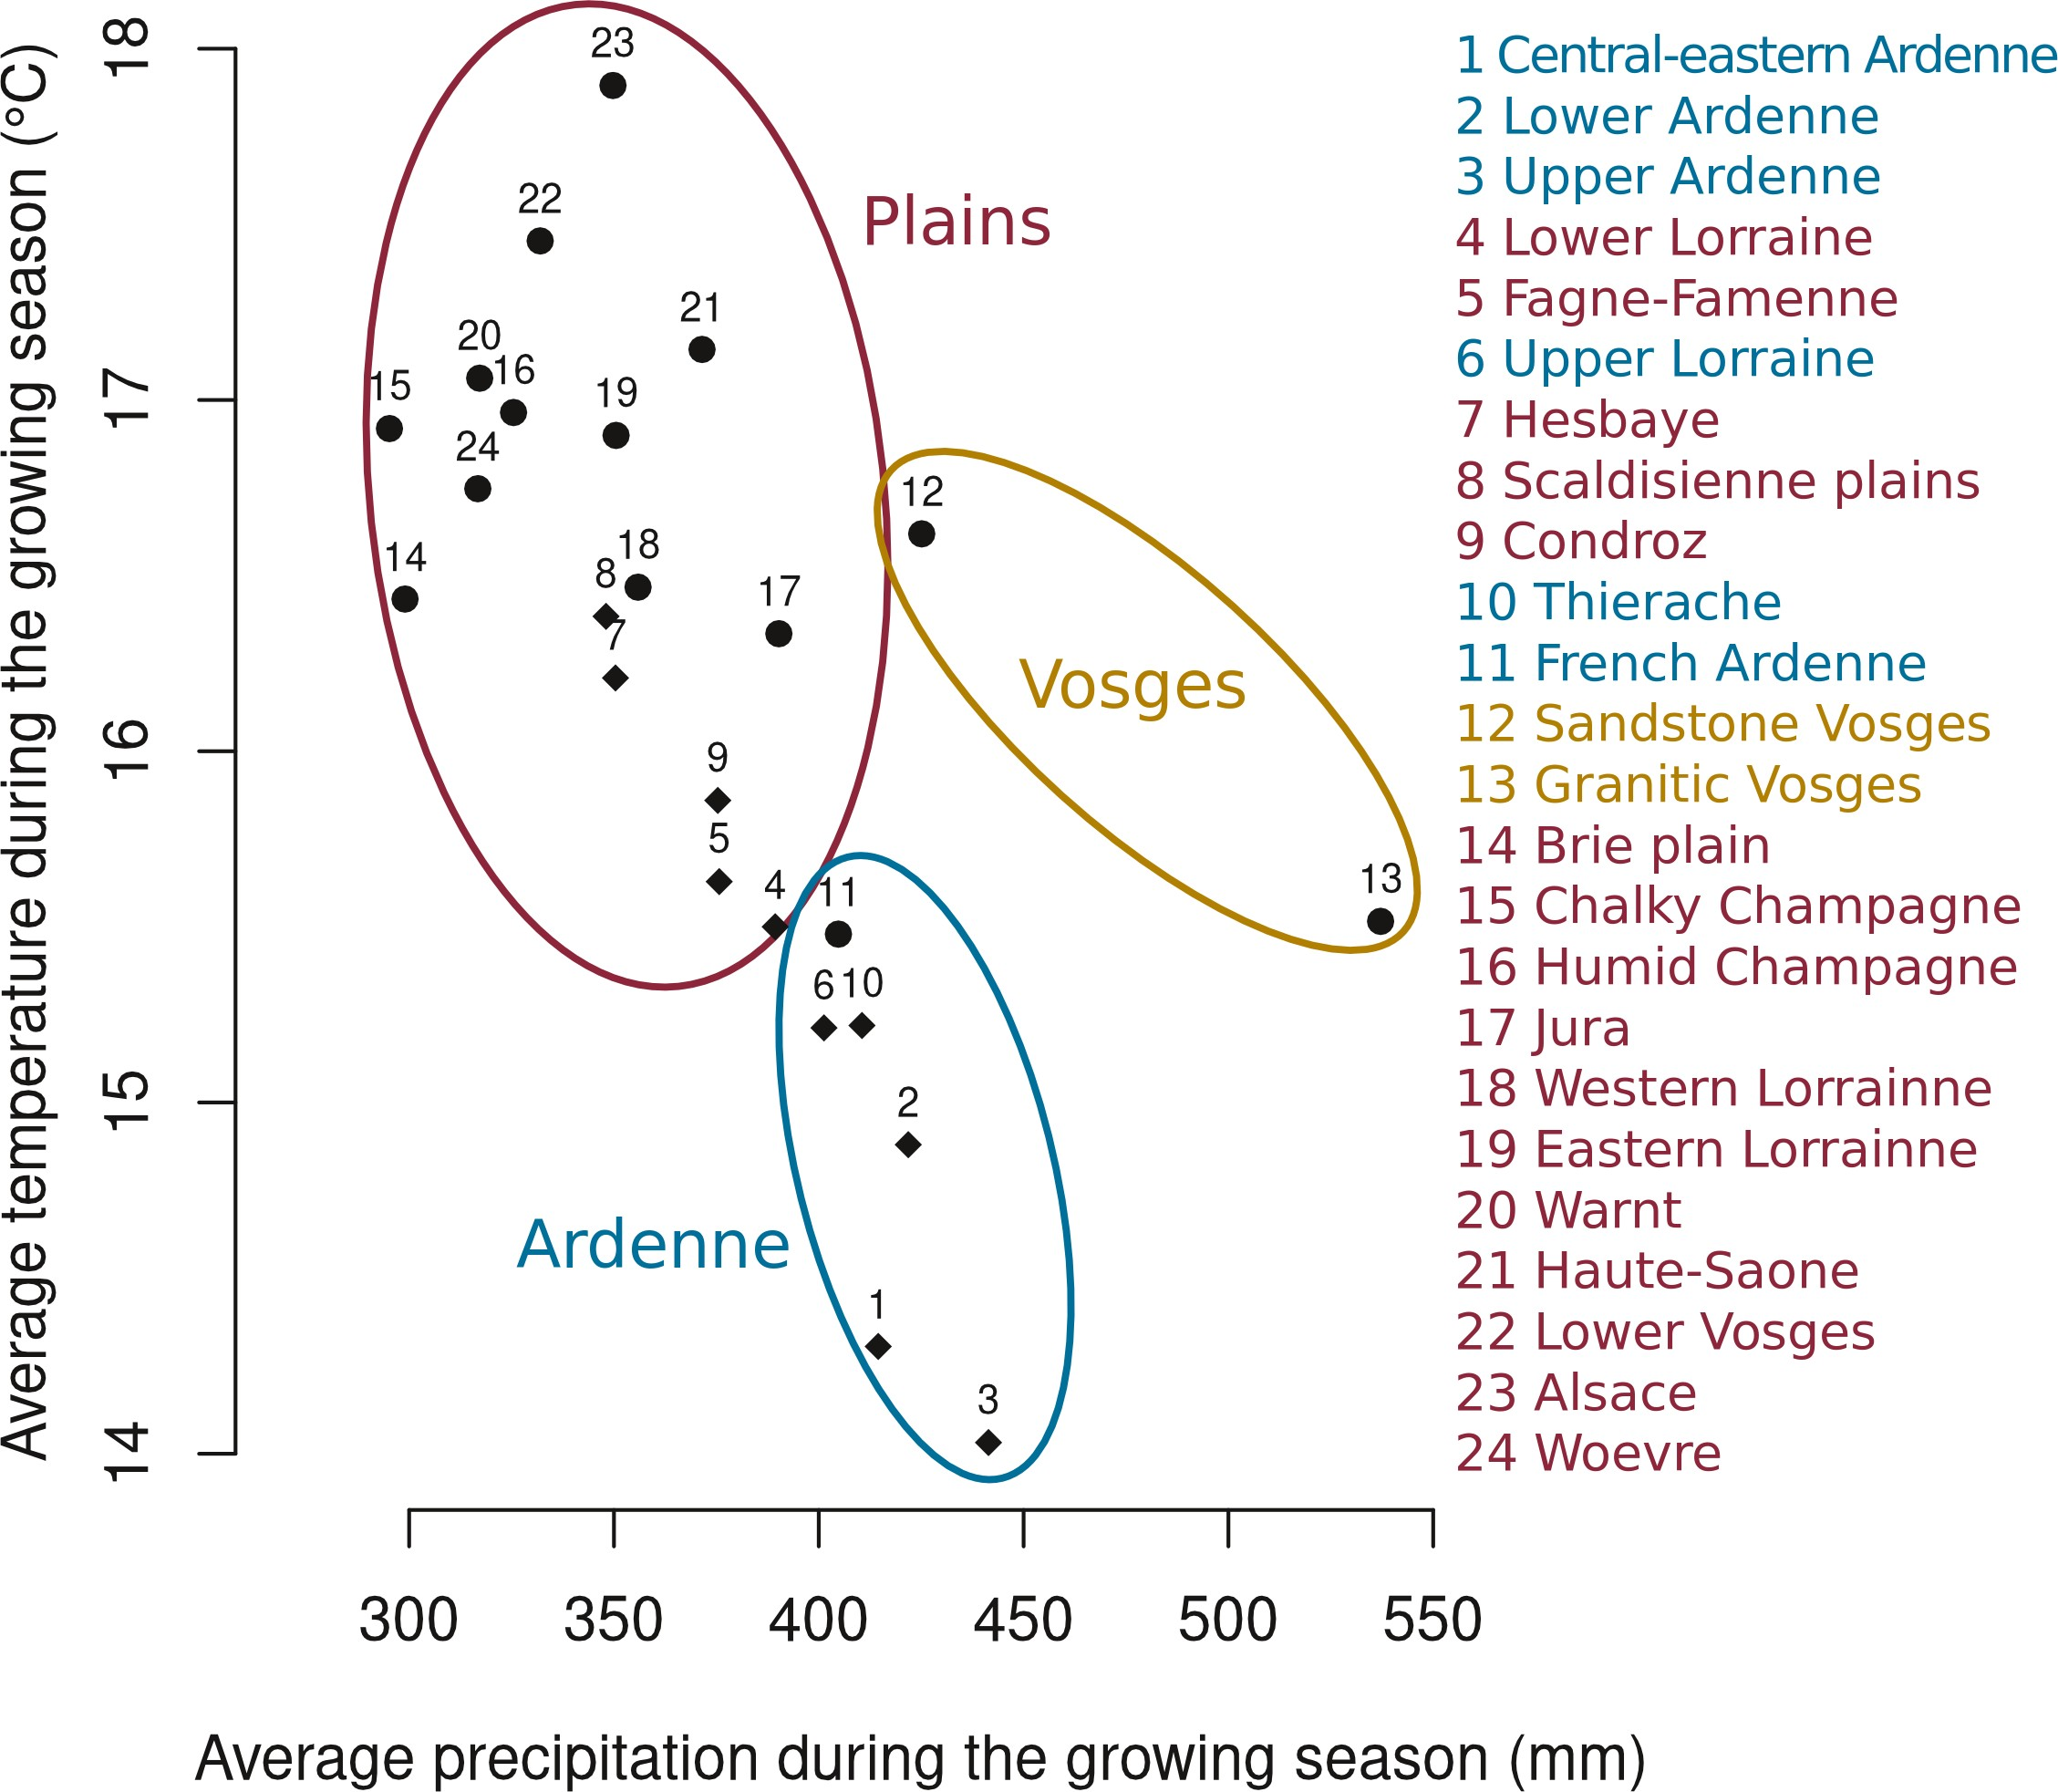 Average temperature during the growing season (°C)
18
17
16
15
14
23
22
21
20
16
15
19
24
12
18
14
8
17
7
9
5
13
4
11
6
10
2
1
3
Plains
Vosges
Ardenne
1 Central-eastern Ardenne
2 Lower Ardenne
3 Upper Ardenne
4 Lower Lorraine
5 Fagne-Famenne
6 Upper Lorraine
7 Hesbaye
8 Scaldisienne plains
9 Condroz
10 Thierache
11 French Ardenne
12 Sandstone Vosges
13 Granitic Vosges
14 Brie plain
15 Chalky Champagne
16 Humid Champagne
17 Jura
18 Western Lorrainne
19 Eastern Lorrainne
20 Warnt
21 Haute-Saone
22 Lower Vosges
23 Alsace
24 Woevre
300 350 400 450 500 550
Average precipitation during the growing season (mm)